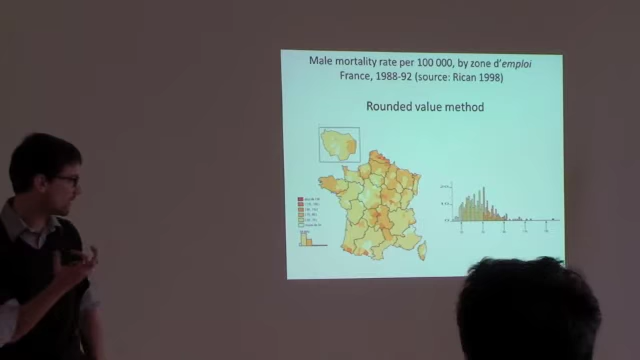 Male mortality rate per 100 000, by zone d'emploi
France, 1988-92 (source: Rican 1998)
Rounded value method